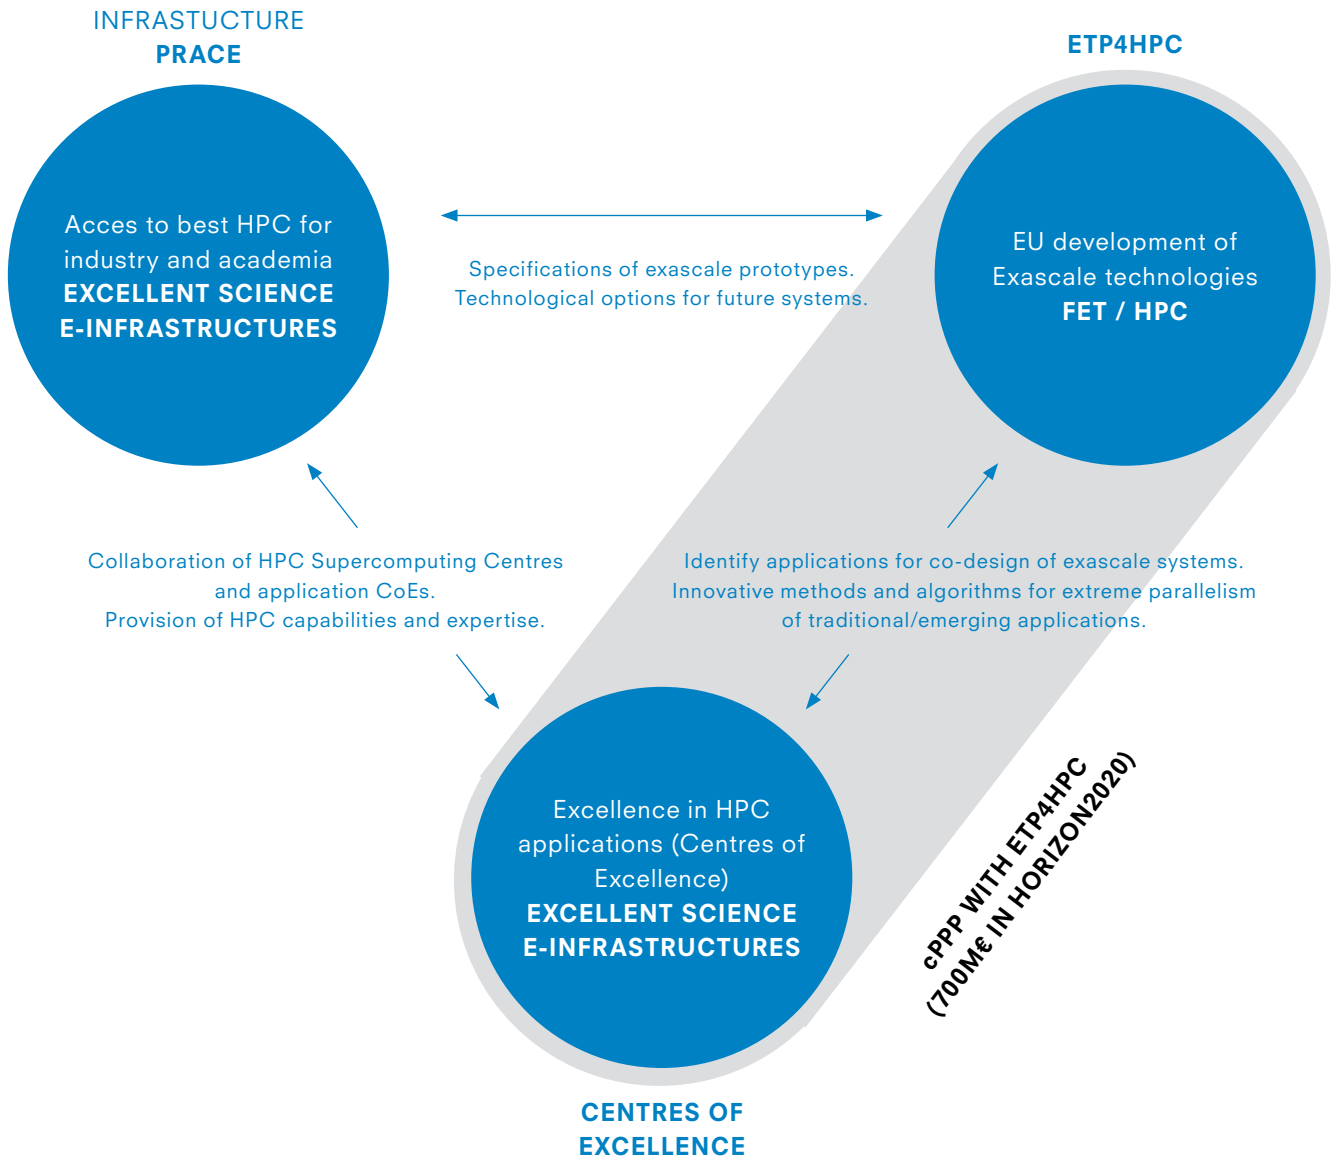 INFRASTUCTURE
PRACE
ETP4HPC
Acces to best HPC for
industry and academia
EXCELLENT SCIENCE
E-INFRASTRUCTURES
EU development of
Exascale technologies
FET / HPC
Specifications of exascale prototypes.
Technological options for future systems.
Collaboration of HPC Supercomputing Centres
and application CoEs.
Provision of HPC capabilities and expertise.
Identify applications for co-design of exascale systems.
Innovative methods and algorithms for extreme parallelism
of traditional/emerging applications.
Excellence in HPC
applications (Centres of
Excellence)
EXCELLENT SCIENCE
E-INFRASTRUCTURES
cPPP WITH ETP4HPC
(700M€ IN HORIZON2020)
CENTRES OF
EXCELLENCE